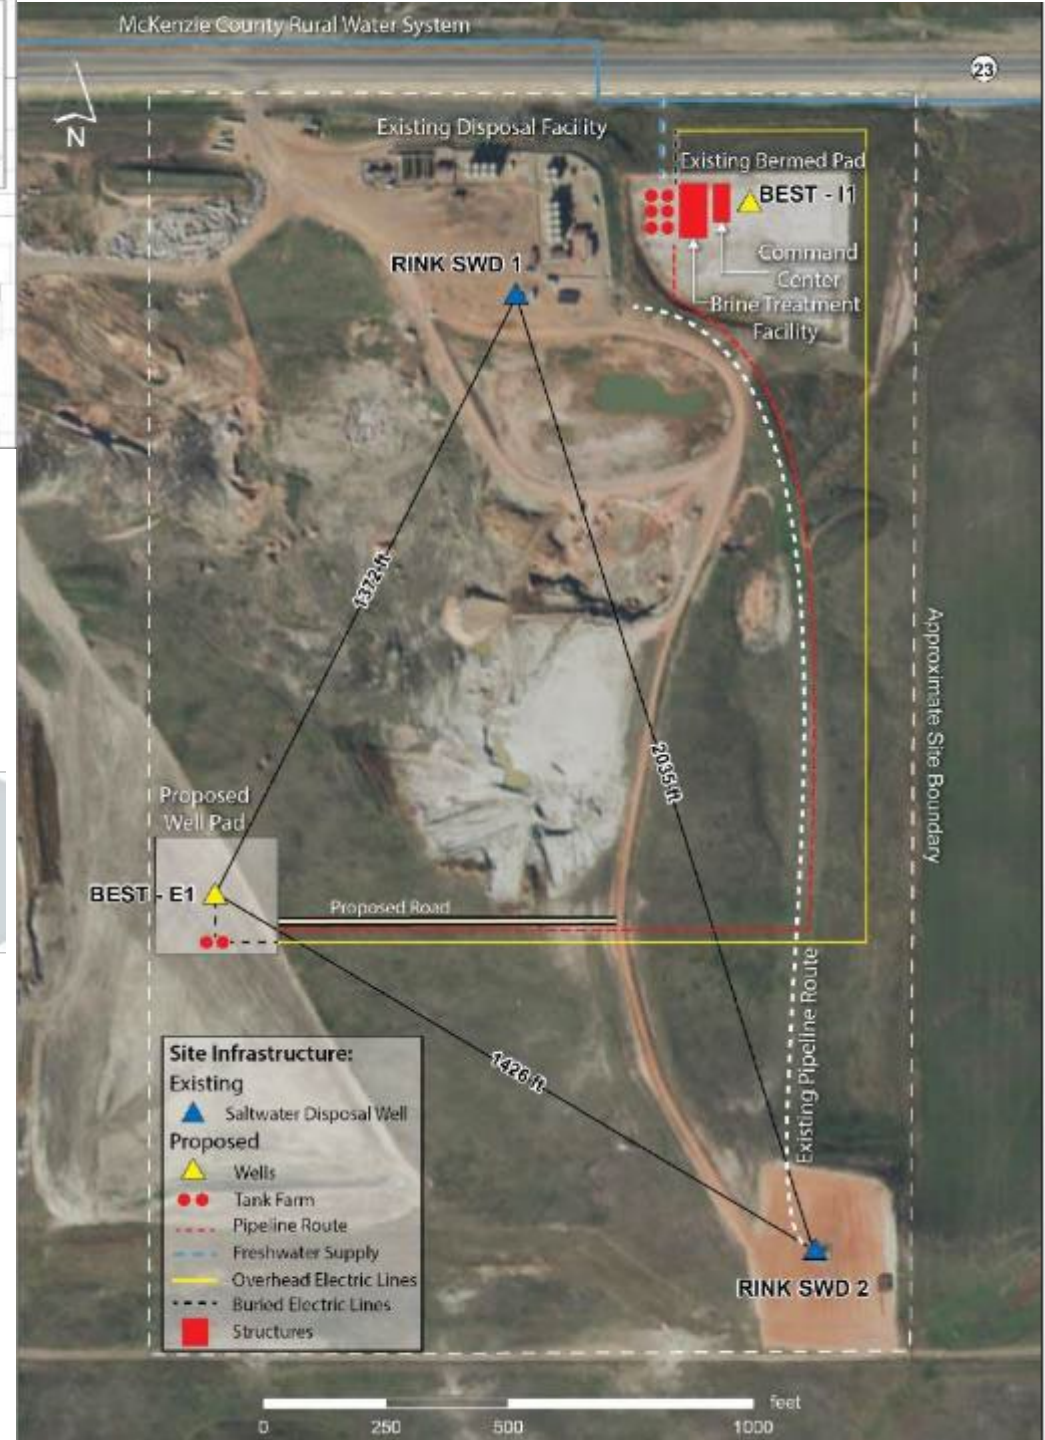 McKenzie County Rural Water System
23
N
Existing Disposal Facility
Existing Bermed Pad
BEST - I1
RINK SWD 1
Command
Center
Brine Treatment
Facility
1372 ft
2035 ft
Approximate Site Boundary
Proposed
Well Pad
BEST - E1
Proposed Road
Existing Pipeline Route
1426 ft
RINK SWD 2
Site Infrastructure:
Existing
Saltwater Disposal Well
Proposed
Wells
Tank Farm
Pipeline Route
Freshwater Supply
Overhead Electric Lines
Buried Electric Lines
Structures
feet
0 250 500 1000